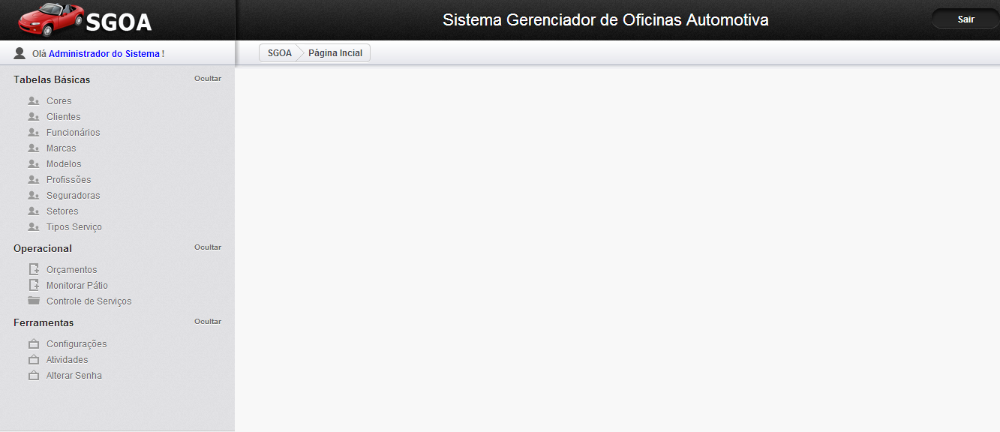 SGOA
Sistema Gerenciador de Oficinas Automotiva
Sair
Olá Administrador do Sistema !
SGOA Página Incial
Tabelas Básicas Ocultar
Cores
Clientes
Funcionários
Marcas
Modelos
Profissões
Seguradoras
Setores
Tipos Serviço
Operacional Ocultar
Orçamentos
Monitorar Pátio
Controle de Serviços
Ferramentas Ocultar
Configurações
Atividades
Alterar Senha